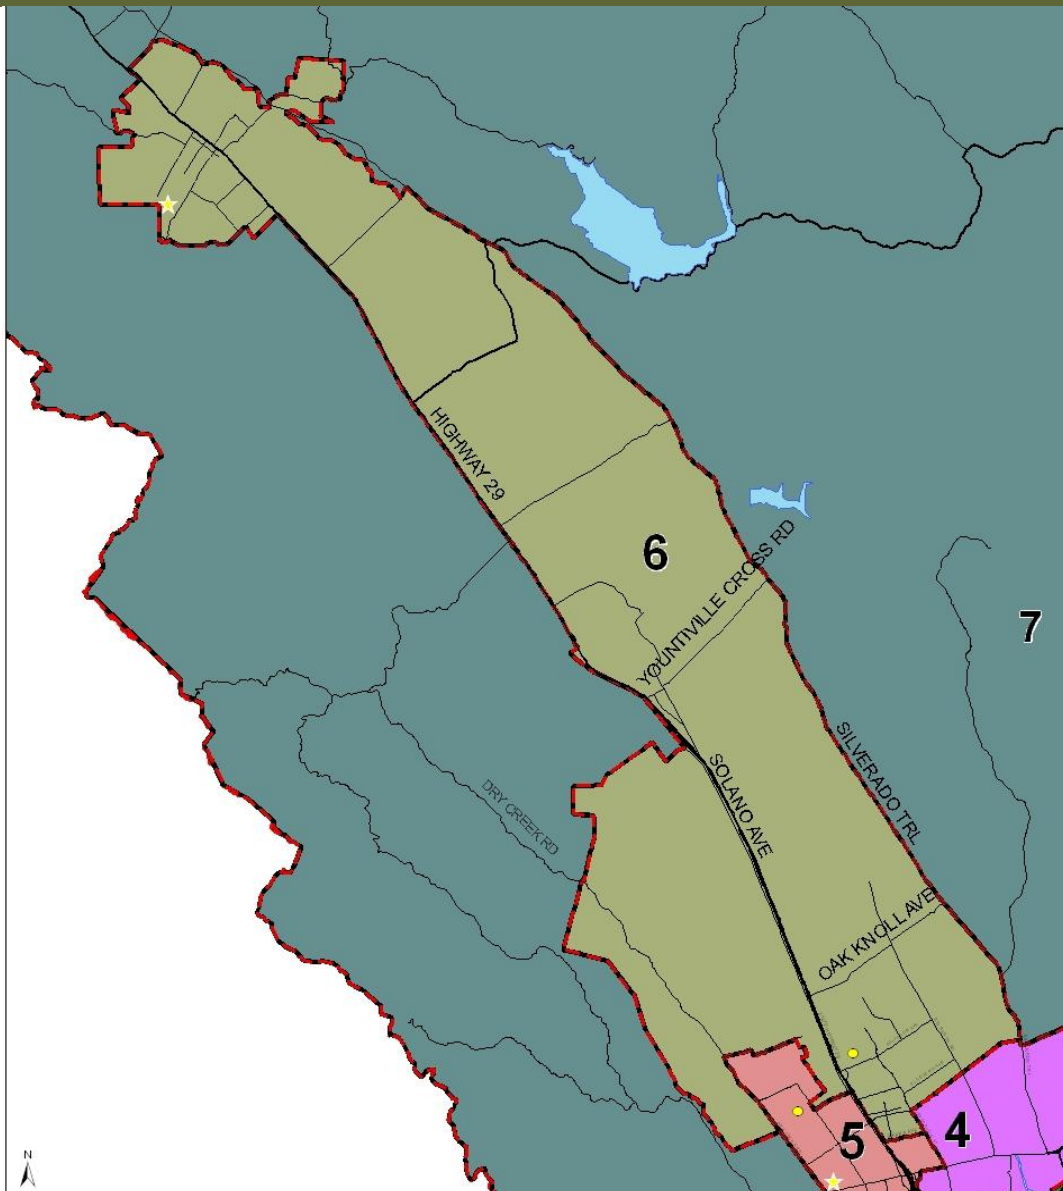 HIGHWAY 29
6
YOUNTVILLE CROSS RD
7
SILVERADO TRL
SOLANO AVE
DRY CREEK RD
OAK KNOLL AVE
5
4
N